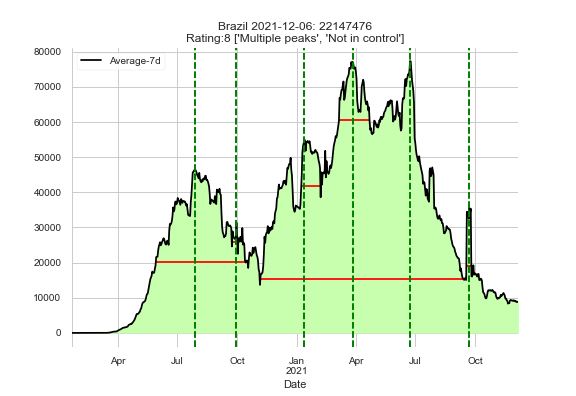 Brazil 2021-12-06: 22147476
Rating:8 ['Multiple peaks', 'Not in control']
Average-7d
80000
70000
60000
50000
40000
30000
20000
10000
0
Apr Jul Oct Jan Apr Jul Oct
2021
Date